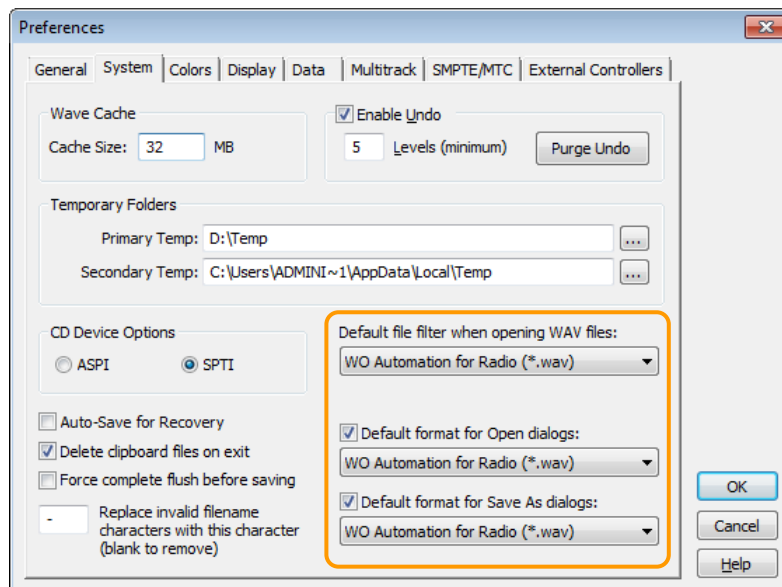 Preferences
General System Colors Display Data Multitrack SMPTE/MTC External Controllers
Wave Cache
Cache Size: 32 MB
Enable Undo
5 Levels (minimum) Purge Undo
Temporary Folders
Primary Temp: D:\Temp ...
Secondary Temp: C:\Users\ADMINI~1\AppData\Local\Temp ...
CD Device Options
ASPI SPTI
Auto-Save for Recovery
Delete clipboard files on exit
Force complete flush before saving
- Replace invalid filename
characters with this character
(blank to remove)
Default file filter when opening WAV files:
WO Automation for Radio (*.wav)
Default format for Open dialogs:
WO Automation for Radio (*.wav)
Default format for Save As dialogs:
WO Automation for Radio (*.wav)
OK
Cancel
Help